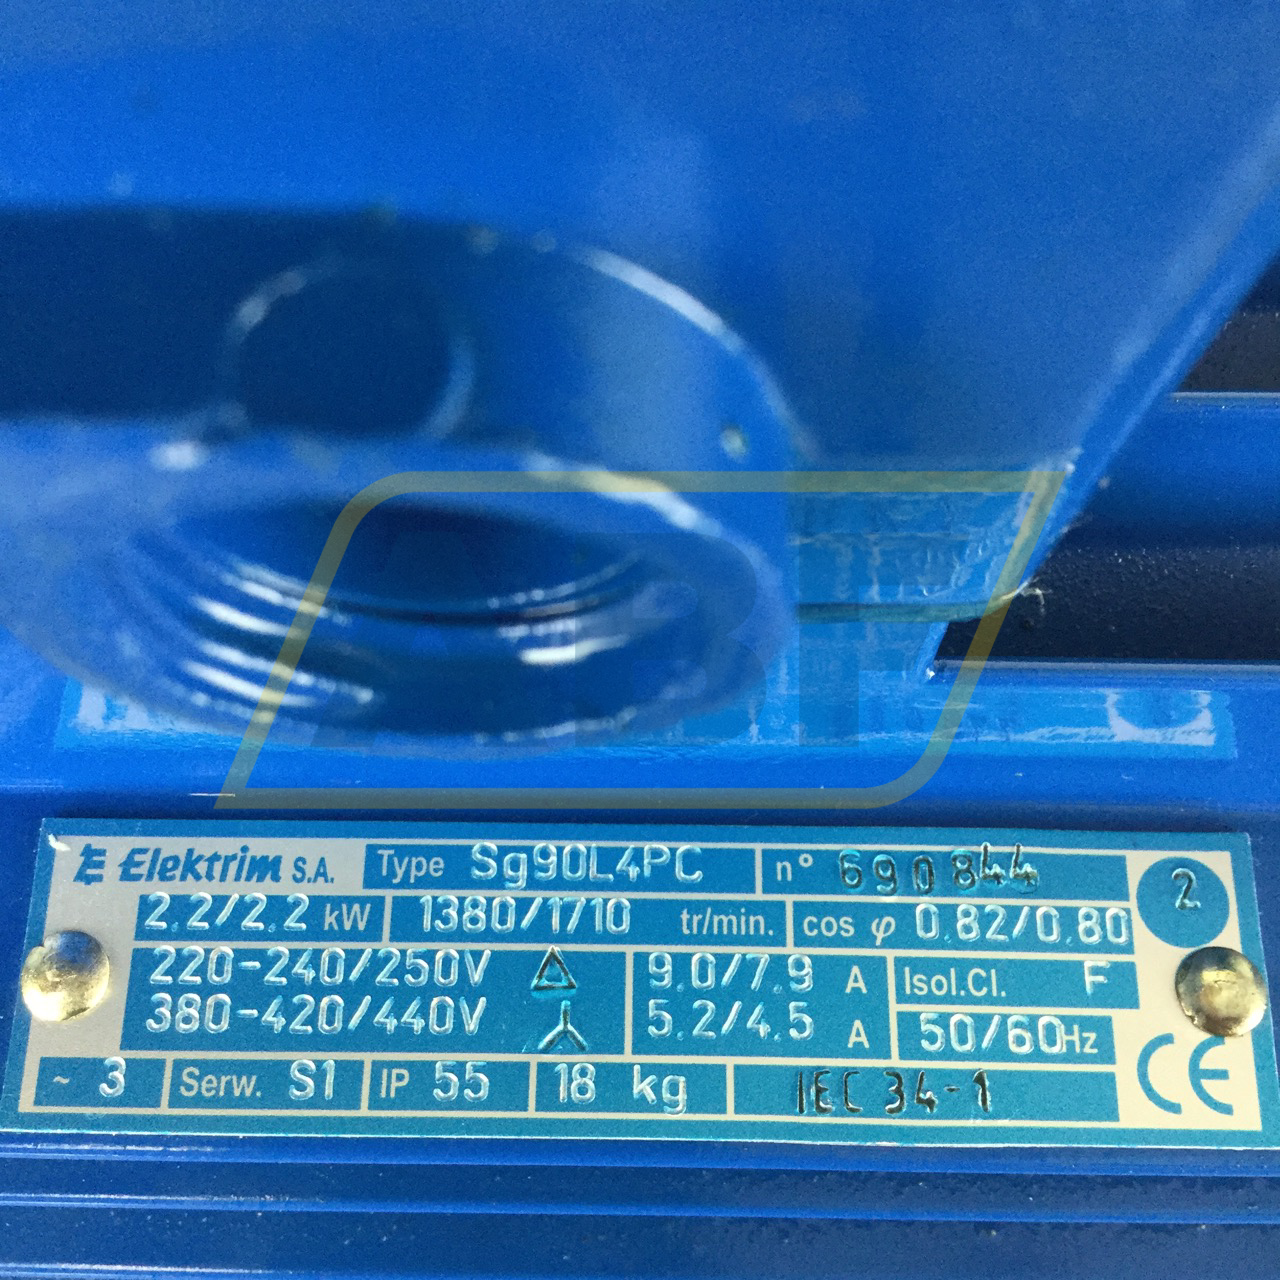 ABF
Elektrim S.A. Type Sg90L4PC n° 690844 2
2.2/2.2 kW 1380/1710 tr/min. cos φ 0.82/0.80
220-240/250V △ 9.0/7.9 A Isol.Cl. F
380-420/440V 5.2/4.5 A 50/60Hz
~ 3 Serw. S1 IP 55 18 kg IEC 34-1 CE